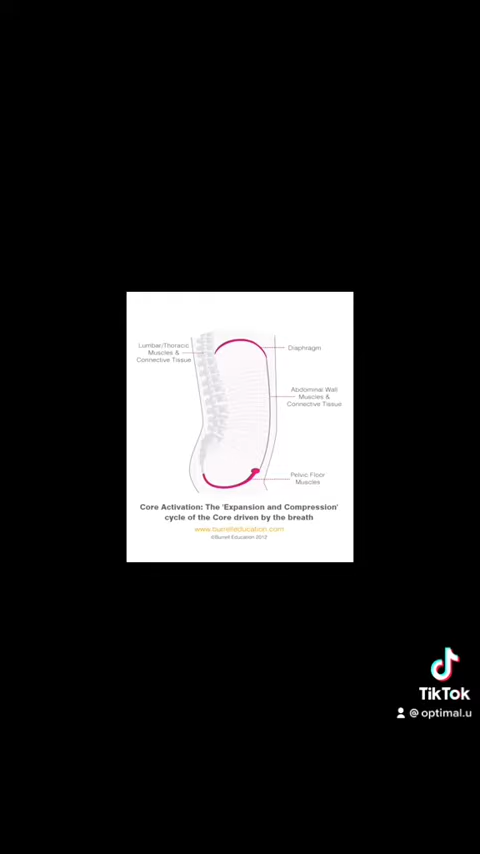 Lumbar/Thoracic
Muscles &
Connective Tissue
Diaphragm
Abdominal Wall
Muscles &
Connective Tissue
Pelvic Floor
Muscles
Core Activation: The 'Expansion and Compression'
cycle of the Core driven by the breath
www.burrelleducation.com
©Burrell Education 2012
TikTok
@ optimal.u